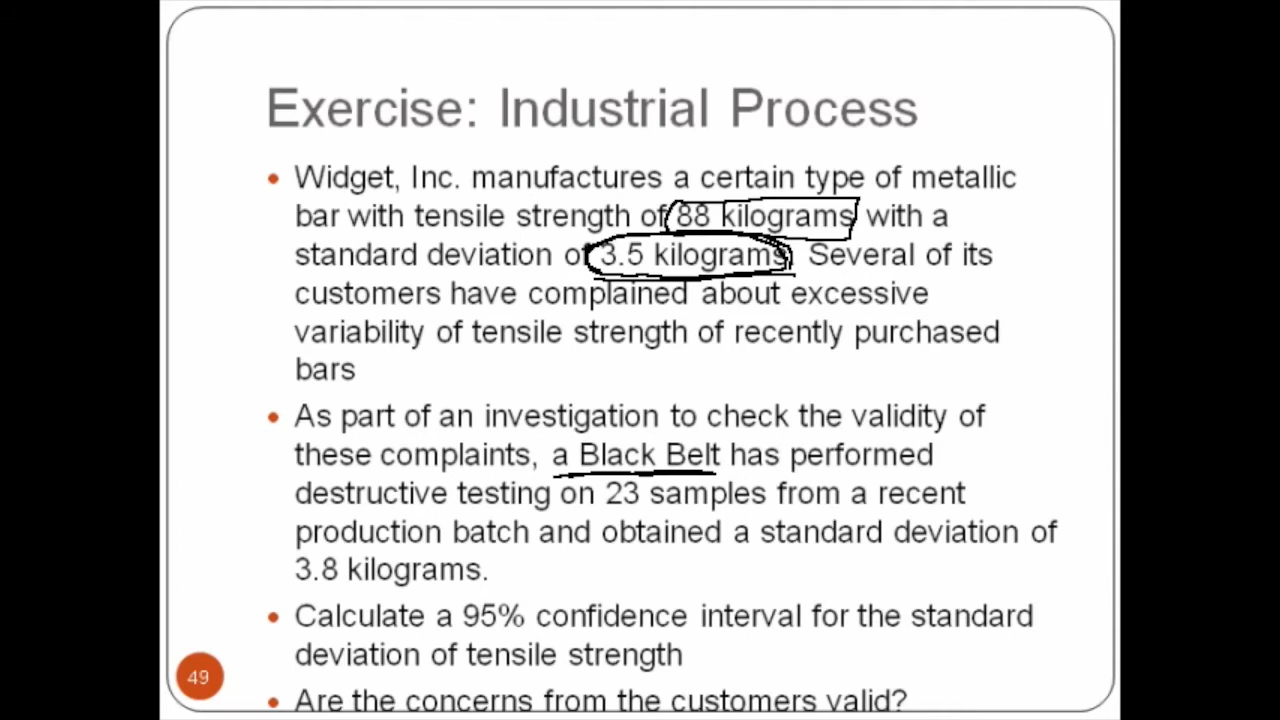 Exercise: Industrial Process
• Widget, Inc. manufactures a certain type of metallic
bar with tensile strength of 88 kilograms with a
standard deviation of 3.5 kilograms. Several of its
customers have complained about excessive
variability of tensile strength of recently purchased
bars
• As part of an investigation to check the validity of
these complaints, a Black Belt has performed
destructive testing on 23 samples from a recent
production batch and obtained a standard deviation of
3.8 kilograms.
• Calculate a 95% confidence interval for the standard
deviation of tensile strength
49
• Are the concerns from the customers valid?